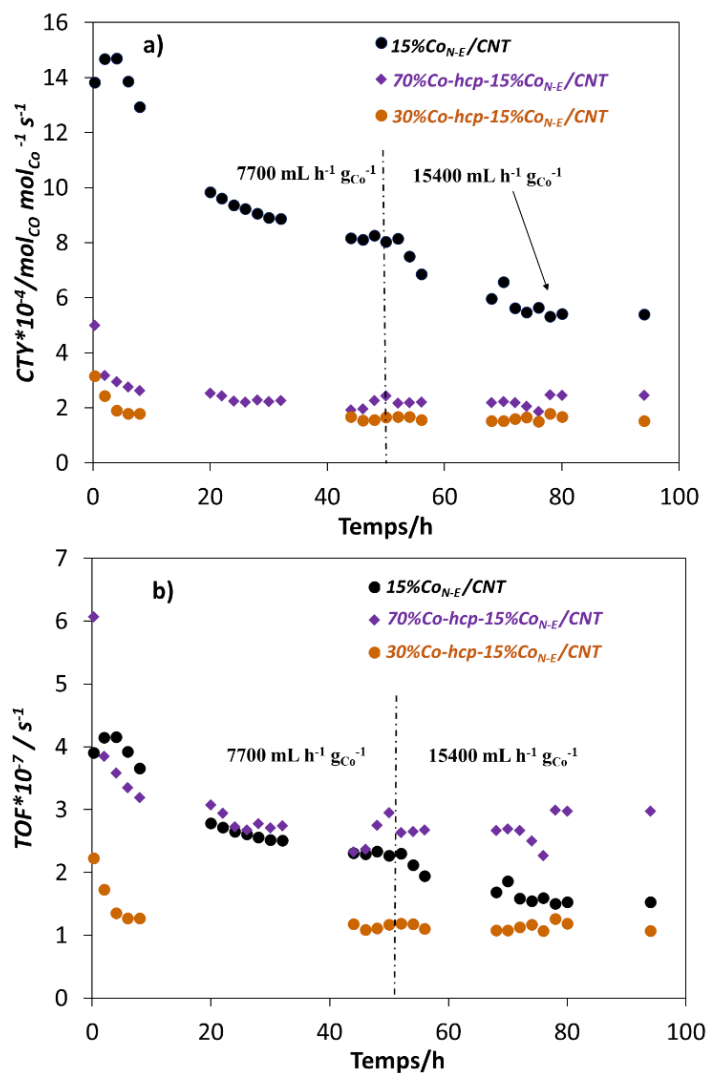 a)
15%Co_N-E/CNT
70%Co-hcp-15%Co_N-E/CNT
30%Co-hcp-15%Co_N-E/CNT
7700 mL h⁻¹ g_Co⁻¹
15400 mL h⁻¹ g_Co⁻¹
CTY*10⁻⁴/mol_CO mol_Co⁻¹ s⁻¹
16
14
12
10
8
6
4
2
0
0 20 40 60 80 100
Temps/h
b)
15%Co_N-E/CNT
70%Co-hcp-15%Co_N-E/CNT
30%Co-hcp-15%Co_N-E/CNT
7700 mL h⁻¹ g_Co⁻¹
15400 mL h⁻¹ g_Co⁻¹
TOF*10⁻⁷ / s⁻¹
7
6
5
4
3
2
1
0
0 20 40 60 80 100
Temps/h